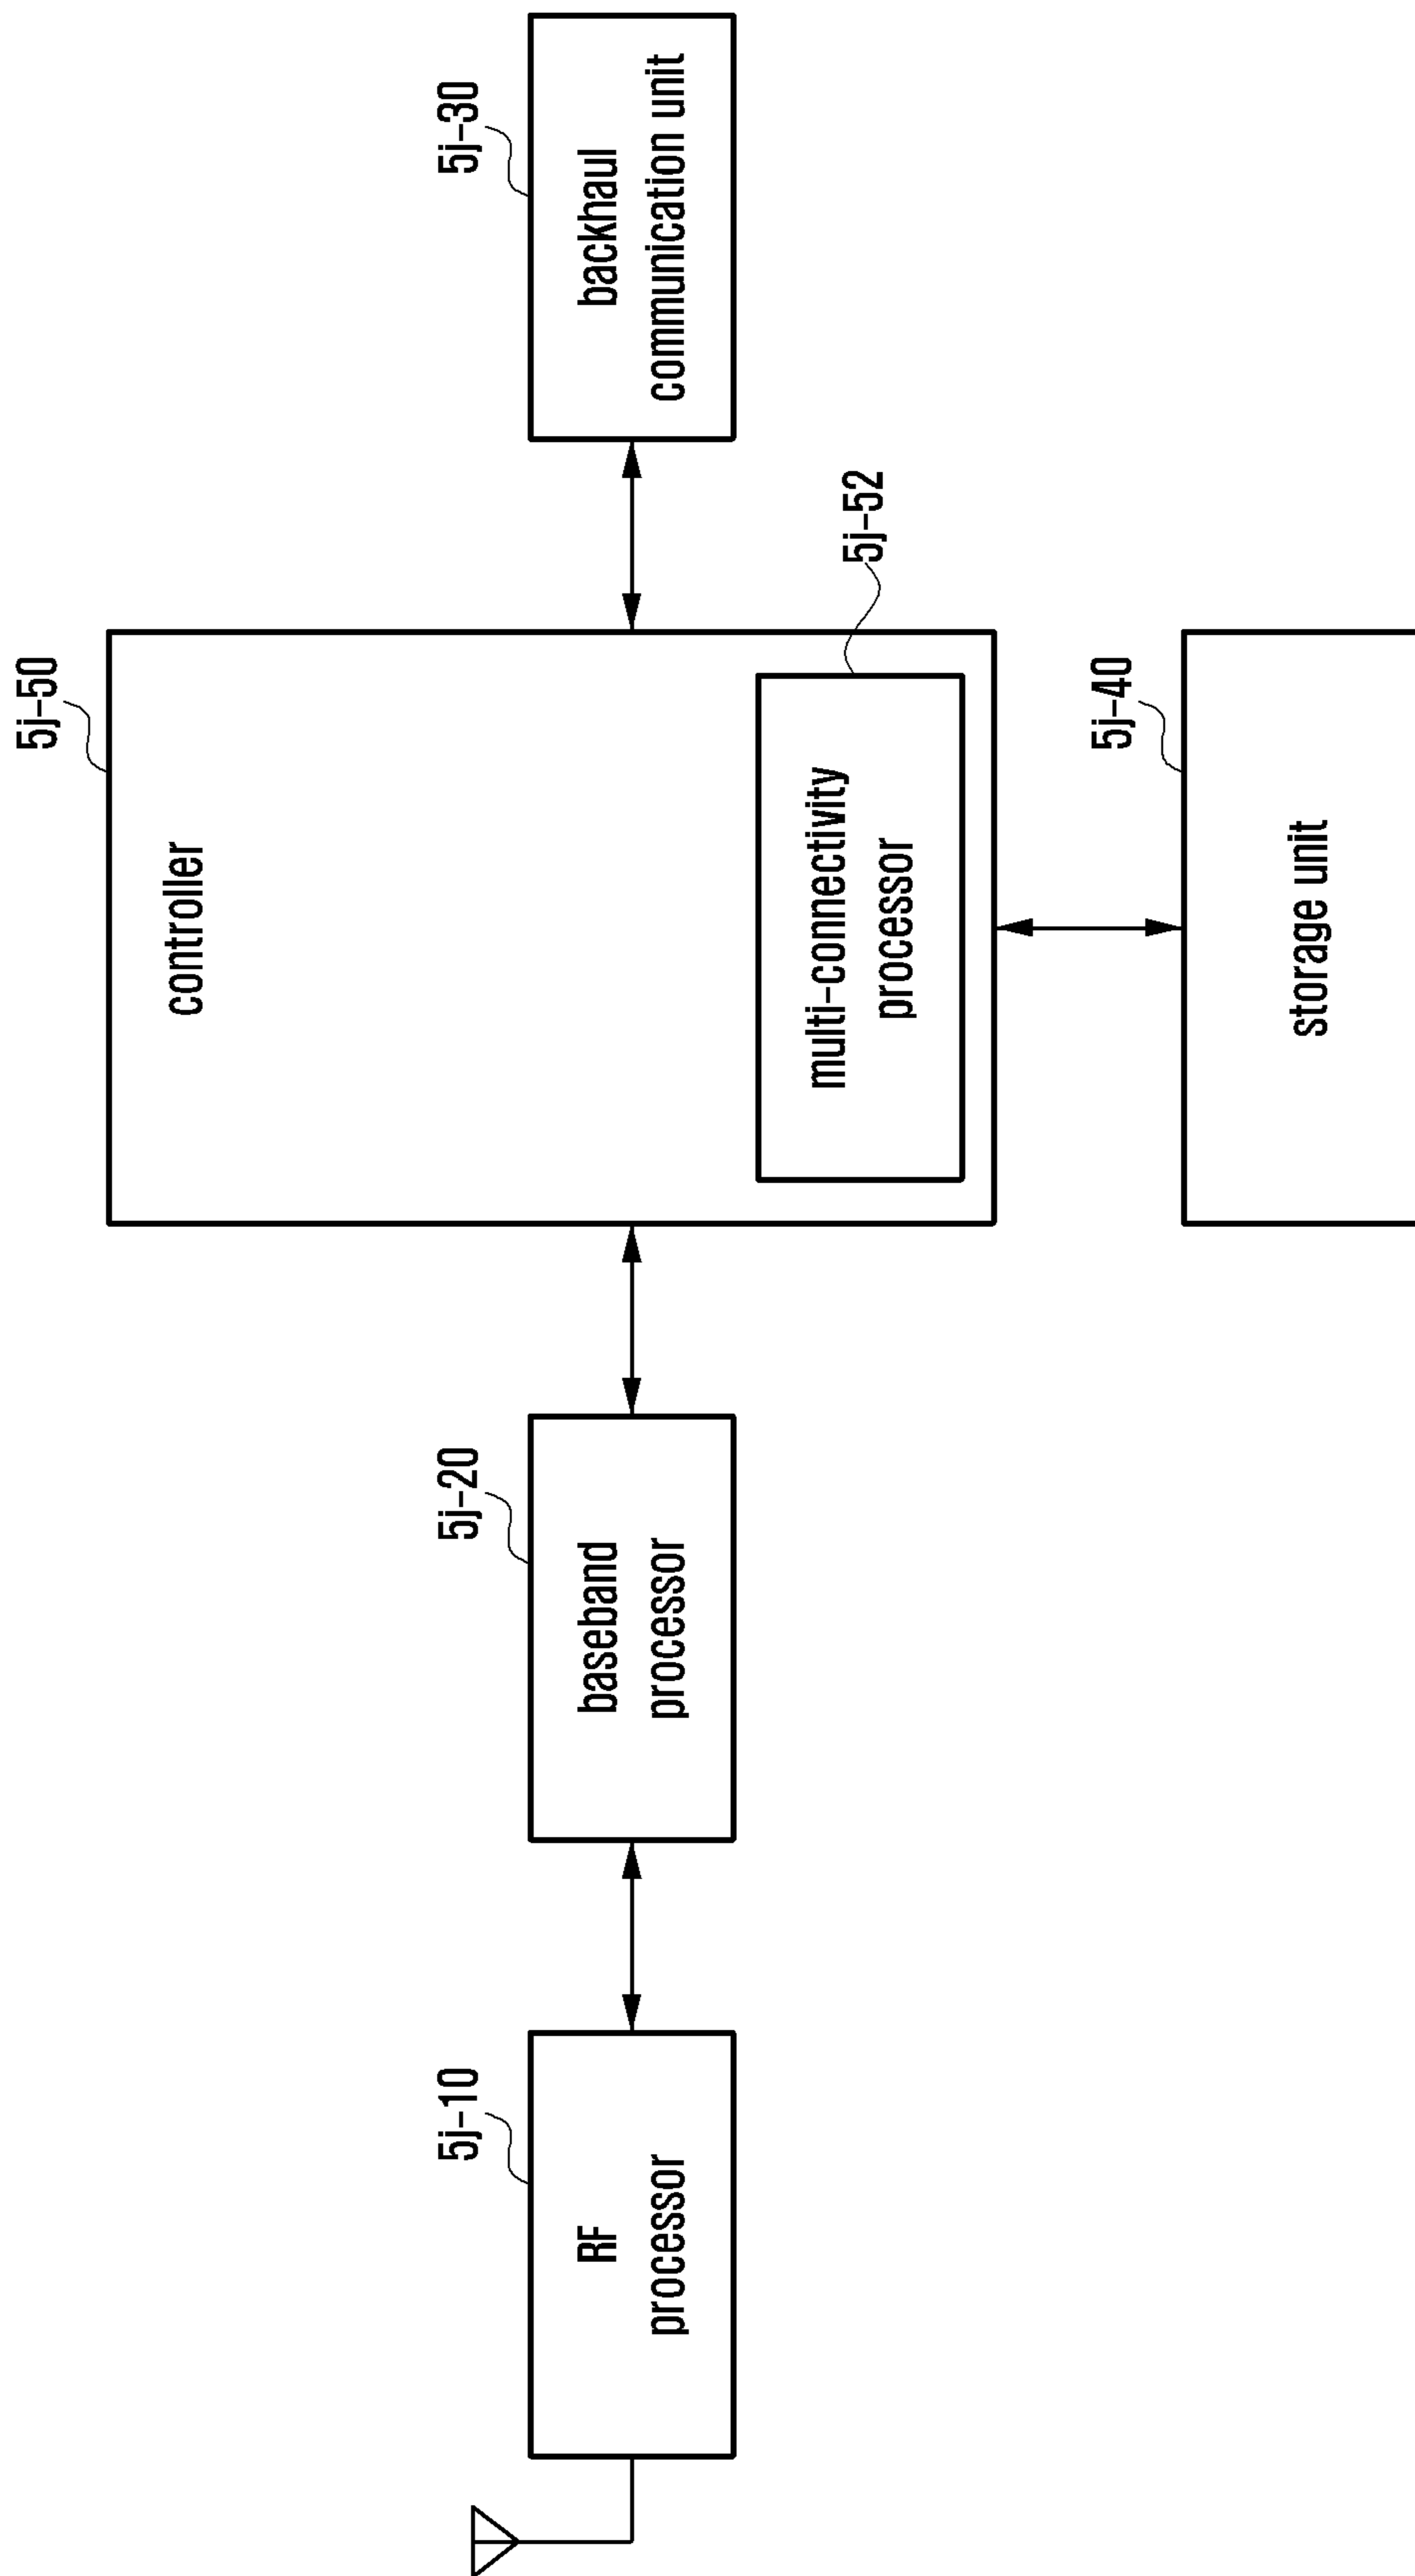 5j-50
controller
5j-10
RF
processor
5j-20
baseband
processor
5j-30
backhaul
communication unit
5j-52
multi-connectivity
processor
5j-40
storage unit